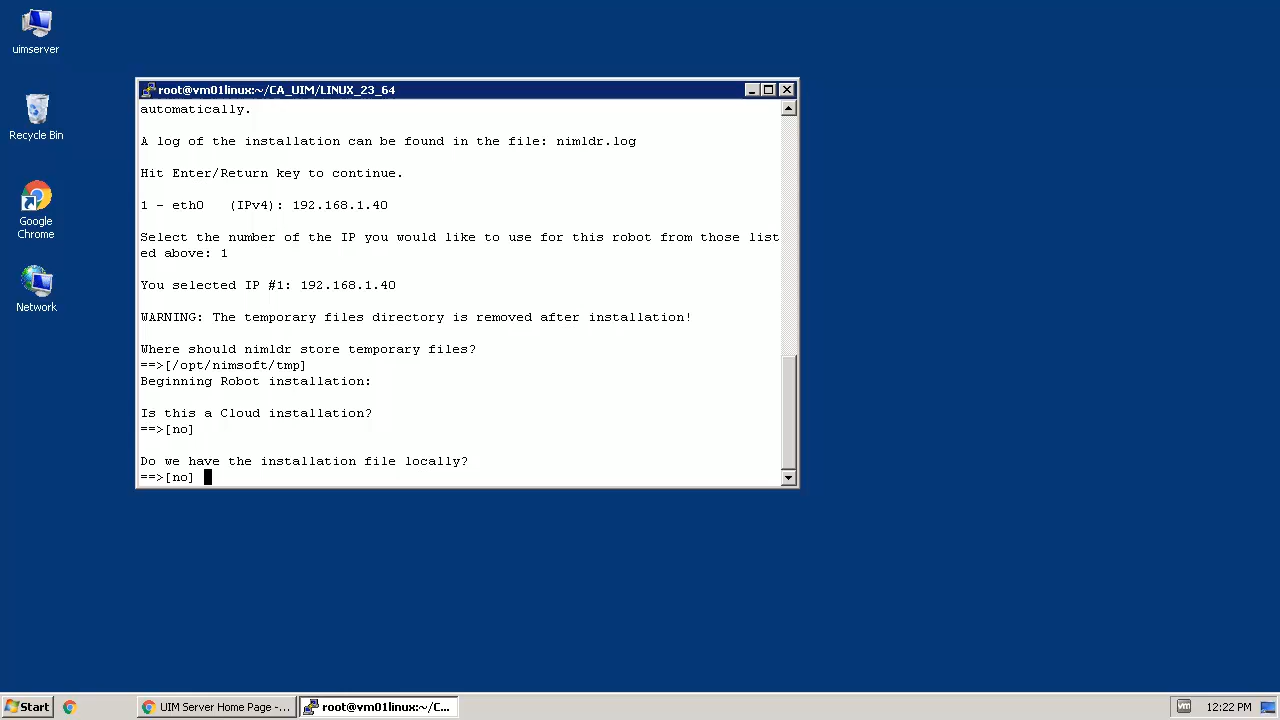 uimserver
Recycle Bin
Google
Chrome
Network
root@vm01linux:~/CA_UIM/LINUX_23_64
automatically.
A log of the installation can be found in the file: nimldr.log
Hit Enter/Return key to continue.
1 - eth0   (IPv4): 192.168.1.40
Select the number of the IP you would like to use for this robot from those list
ed above: 1
You selected IP #1: 192.168.1.40
WARNING: The temporary files directory is removed after installation!
Where should nimldr store temporary files?
==>[/opt/nimsoft/tmp]
Beginning Robot installation:
Is this a Cloud installation?
==>[no]
Do we have the installation file locally?
==>[no]
Start
UIM Server Home Page -...
root@vm01linux:~/C...
vm
12:22 PM